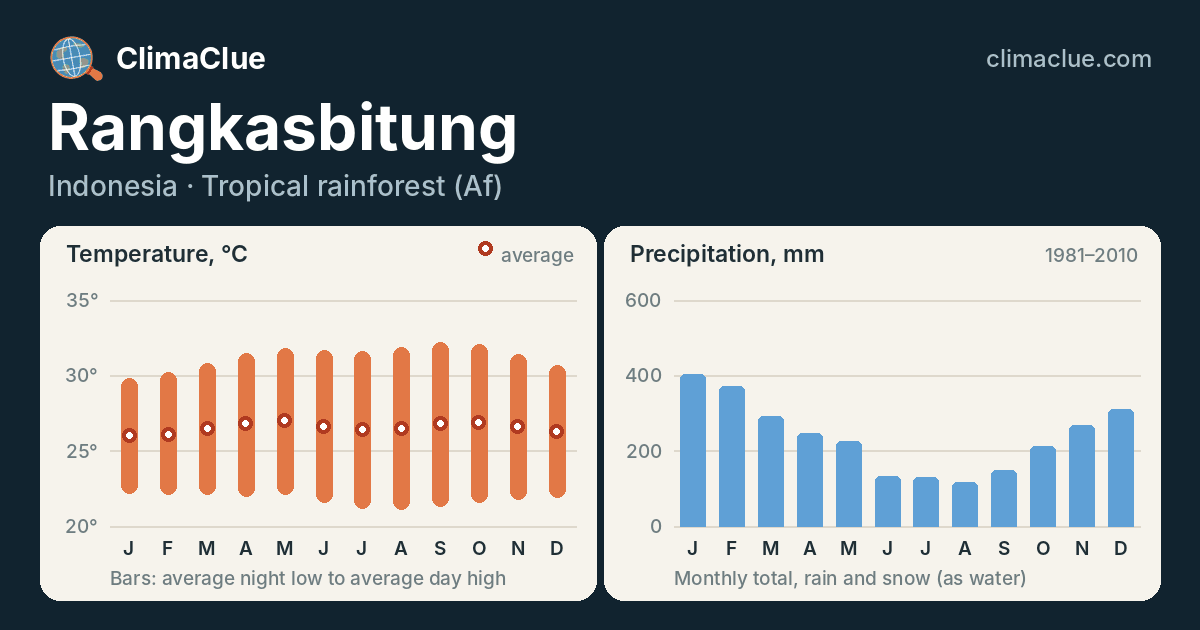 ClimaClue
climaclue.com
Rangkasbitung
Indonesia · Tropical rainforest (Af)
Temperature, °C
average
35°
30°
25°
20°
J F M A M J J A S O N D
Bars: average night low to average day high
Precipitation, mm
1981–2010
600
400
200
0
J F M A M J J A S O N D
Monthly total, rain and snow (as water)